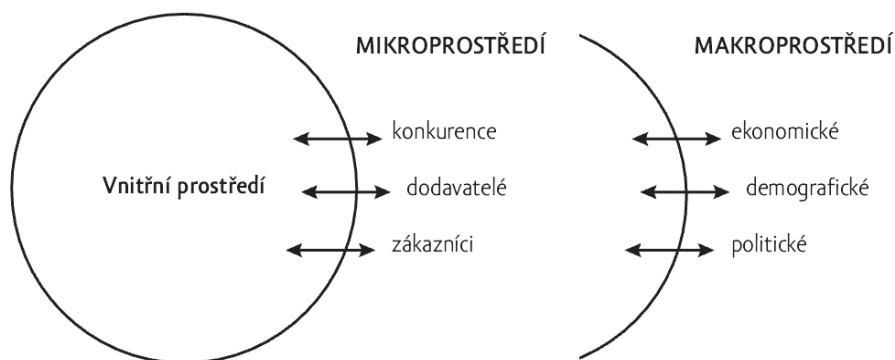 MIKROPROSTŘEDÍ MAKROPROSTŘEDÍ
konkurence ekonomické
Vnitřní prostředí dodavatelé demografické
zákazníci politické